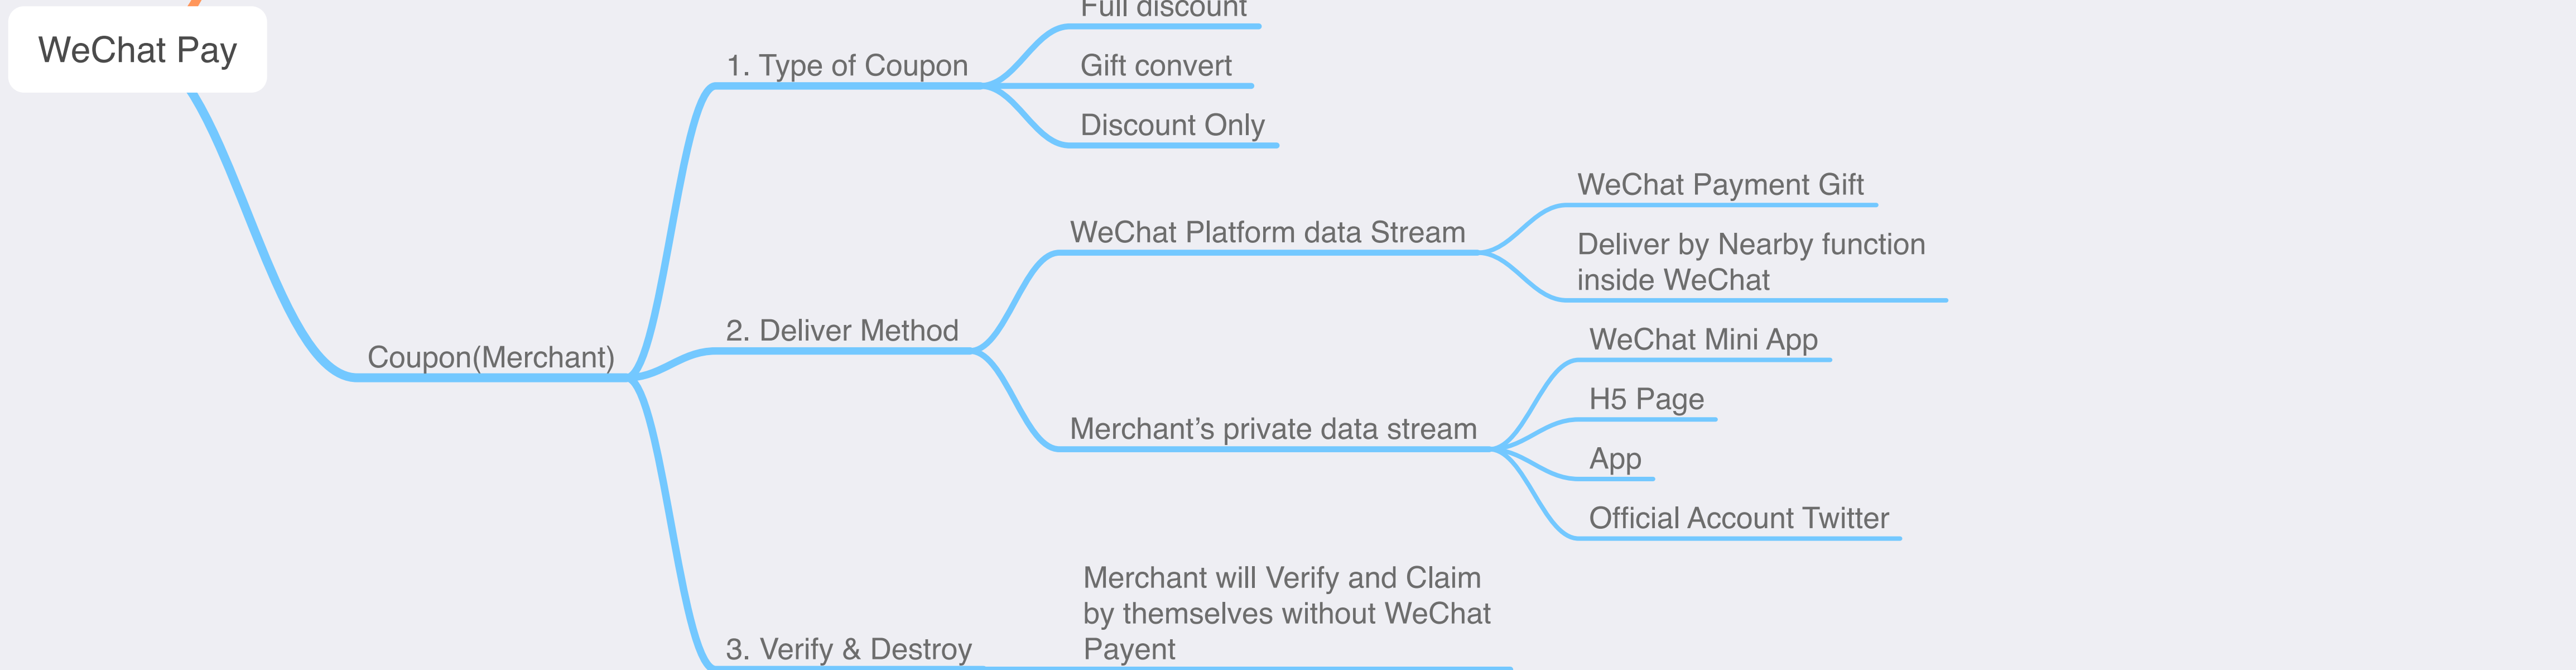 WeChat Pay
Coupon(Merchant)
1. Type of Coupon
Full discount
Gift convert
Discount Only
2. Deliver Method
WeChat Platform data Stream
WeChat Payment Gift
Deliver by Nearby function
inside WeChat
Merchant’s private data stream
WeChat Mini App
H5 Page
App
Official Account Twitter
3. Verify & Destroy
Merchant will Verify and Claim
by themselves without WeChat
Payent